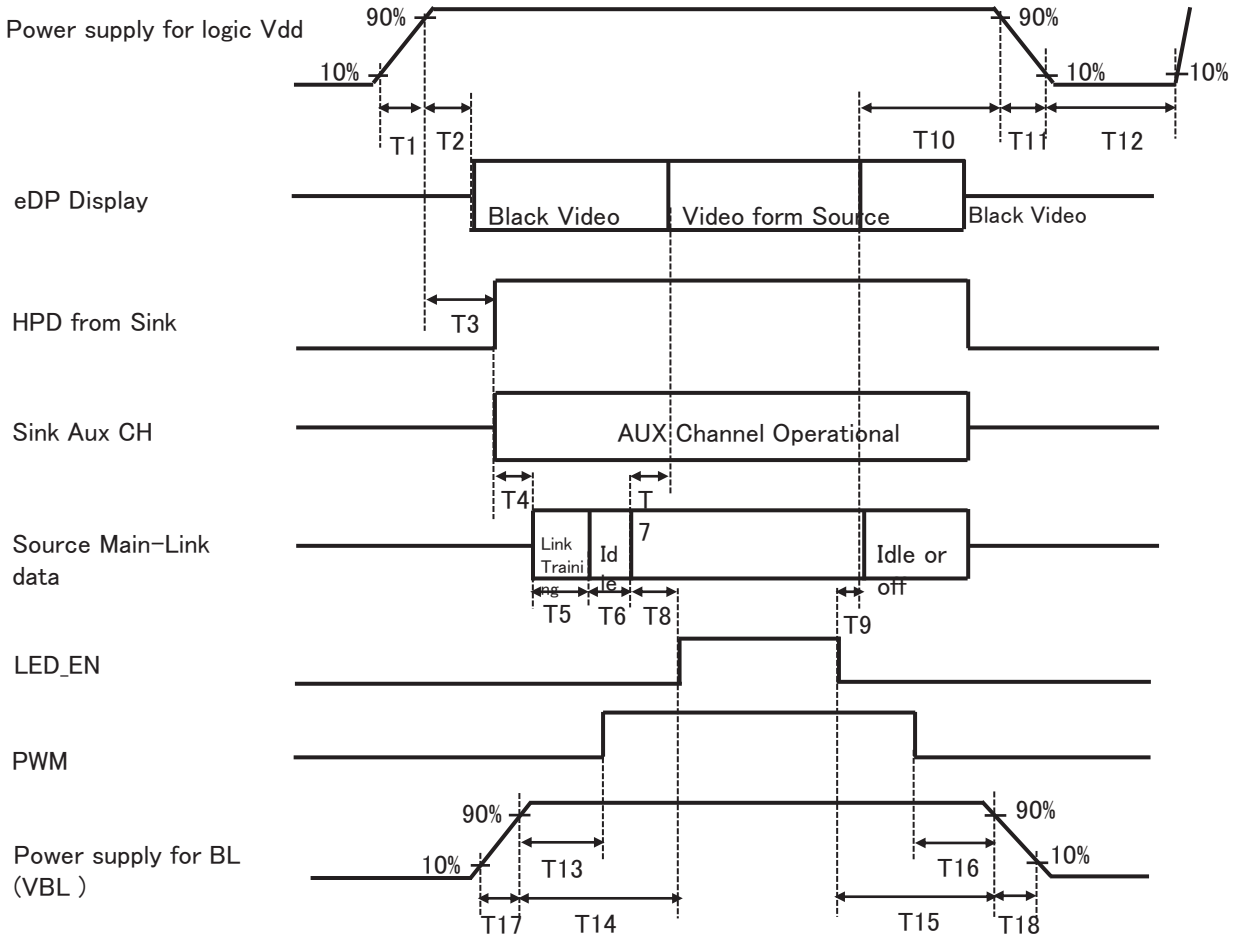 Power supply for logic Vdd
90%
90%
10%
10%
10%
T1
T2
T10
T11
T12
eDP Display
Black Video
Video form Source
Black Video
HPD from Sink
T3
Sink Aux CH
AUX Channel Operational
T4
T
7
Source Main-Link
data
Link
Traini
ng
Id
le
Idle or
off
T5
T6
T8
T9
LED_EN
PWM
Power supply for BL
(VBL )
90%
90%
10%
10%
T13
T16
T17
T14
T15
T18